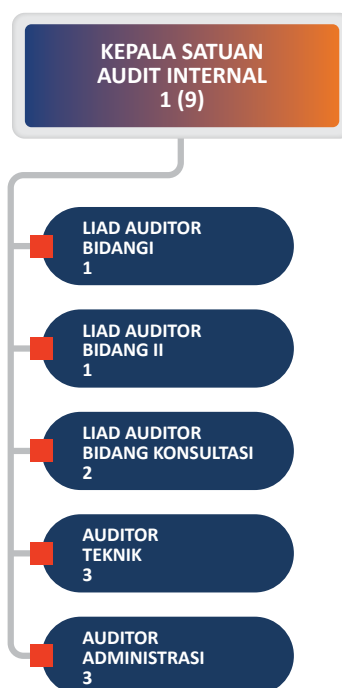 KEPALA SATUAN
AUDIT INTERNAL
1 (9)
LIAD AUDITOR
BIDANGI
1
LIAD AUDITOR
BIDANG II
1
LIAD AUDITOR
BIDANG KONSULTASI
2
AUDITOR
TEKNIK
3
AUDITOR
ADMINISTRASI
3